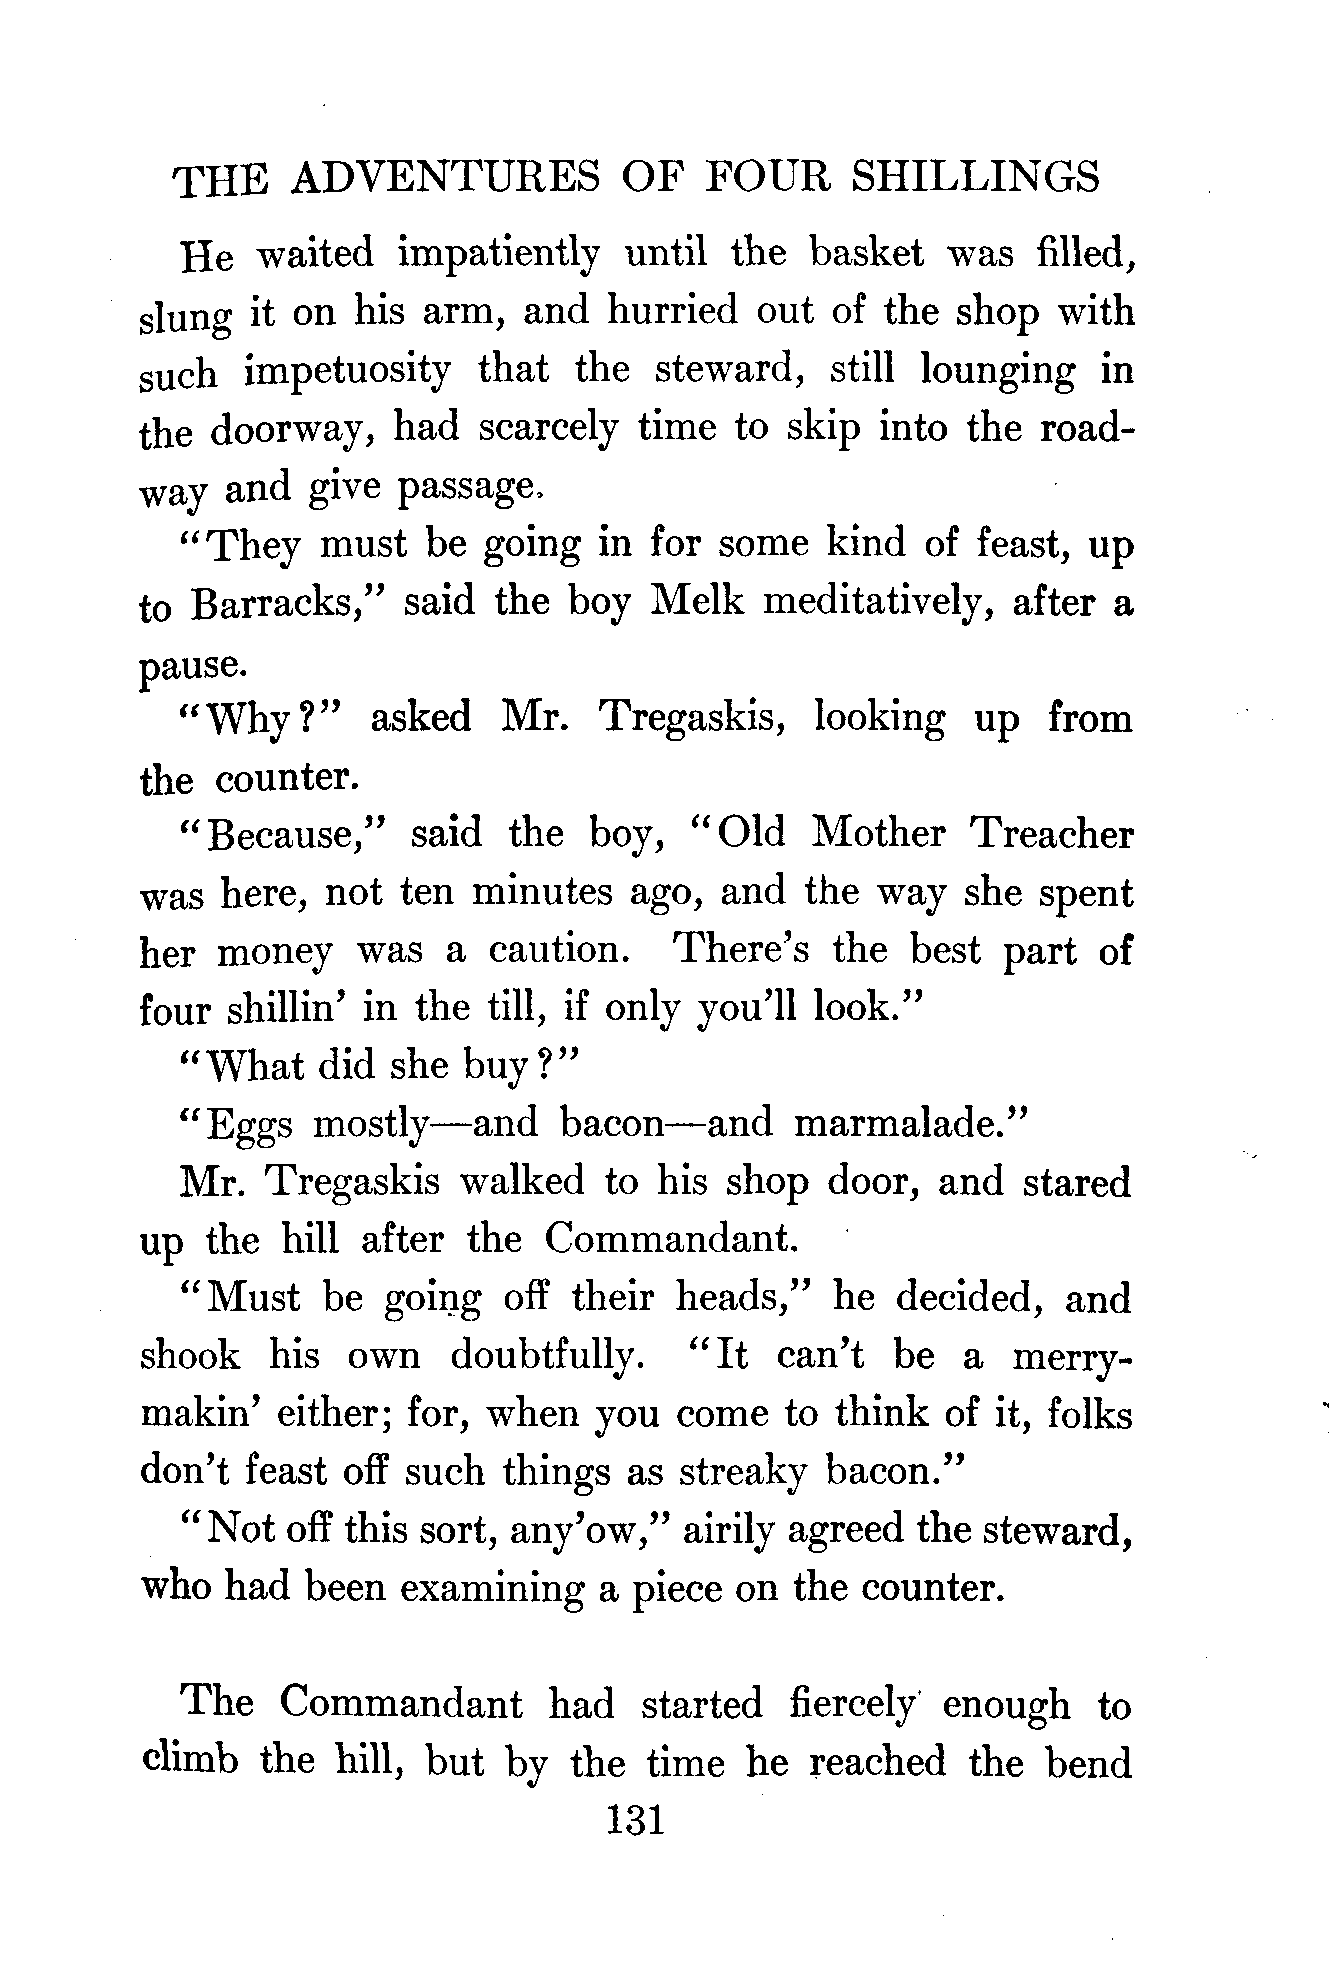 THE ADVENTURES OF FOUR SHILLINGS
He waited impatiently until the basket was filled,
slung it on his arm, and hurried out of the shop with
such impetuosity that the steward, still lounging in
the doorway, had scarcely time to skip into the road-
way and give passage.
"They must be going in for some kind of feast, up
to Barracks," said the boy Melk meditatively, after a
pause.
"Why?" asked Mr. Tregaskis, looking up from
the counter.
"Because," said the boy, "Old Mother Treacher
was here, not ten minutes ago, and the way she spent
her money was a caution. There's the best part of
four shillin' in the till, if only you'll look."
"What did she buy?"
"Eggs mostly—and bacon—and marmalade."
Mr. Tregaskis walked to his shop door, and stared
up the hill after the Commandant.
"Must be going off their heads," he decided, and
shook his own doubtfully. "It can't be a merry-
makin' either; for, when you come to think of it, folks
don't feast off such things as streaky bacon."
"Not off this sort, any'ow," airily agreed the steward,
who had been examining a piece on the counter.
The Commandant had started fiercely enough to
climb the hill, but by the time he reached the bend
131